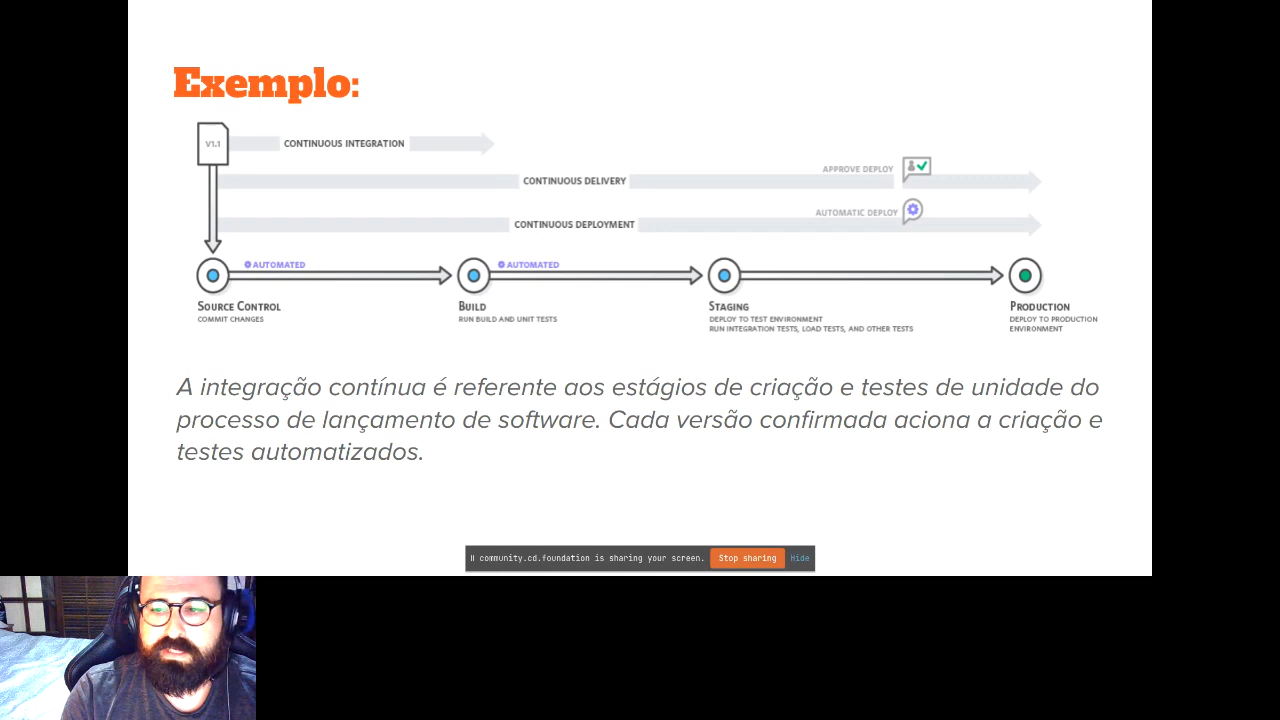 Exemplo:
V1.1
CONTINUOUS INTEGRATION
APPROVE DEPLOY
CONTINUOUS DELIVERY
AUTOMATIC DEPLOY
CONTINUOUS DEPLOYMENT
AUTOMATED
AUTOMATED
SOURCE CONTROL
COMMIT CHANGES
BUILD
RUN BUILD AND UNIT TESTS
STAGING
DEPLOY TO TEST ENVIRONMENT
RUN INTEGRATION TESTS, LOAD TESTS, AND OTHER TESTS
PRODUCTION
DEPLOY TO PRODUCTION
ENVIRONMENT
A integração contínua é referente aos estágios de criação e testes de unidade do
processo de lançamento de software. Cada versão confirmada aciona a criação e
testes automatizados.
community.cd.foundation is sharing your screen. Stop sharing Hide